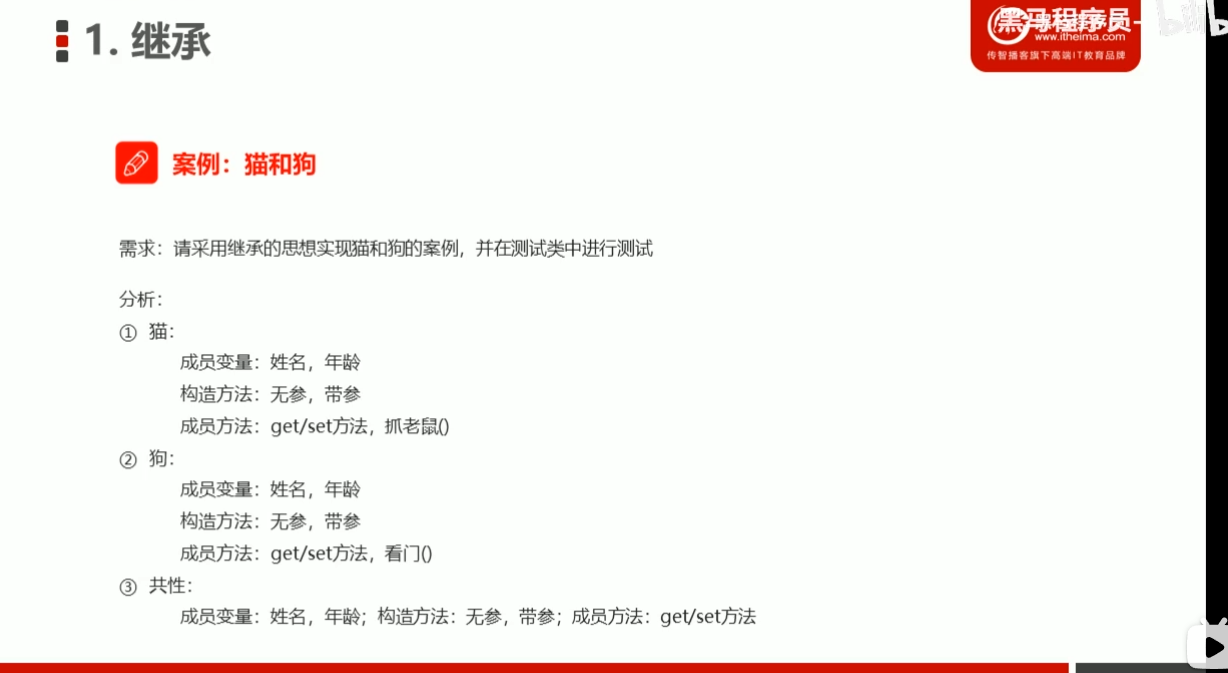 1. 继承
黑马程序员
www.itheima.com
传智播客旗下高端IT教育品牌
案例：猫和狗
需求：请采用继承的思想实现猫和狗的案例，并在测试类中进行测试
分析：
① 猫：
成员变量：姓名，年龄
构造方法：无参，带参
成员方法：get/set方法，抓老鼠()
② 狗：
成员变量：姓名，年龄
构造方法：无参，带参
成员方法：get/set方法，看门()
③ 共性：
成员变量：姓名，年龄；构造方法：无参，带参；成员方法：get/set方法